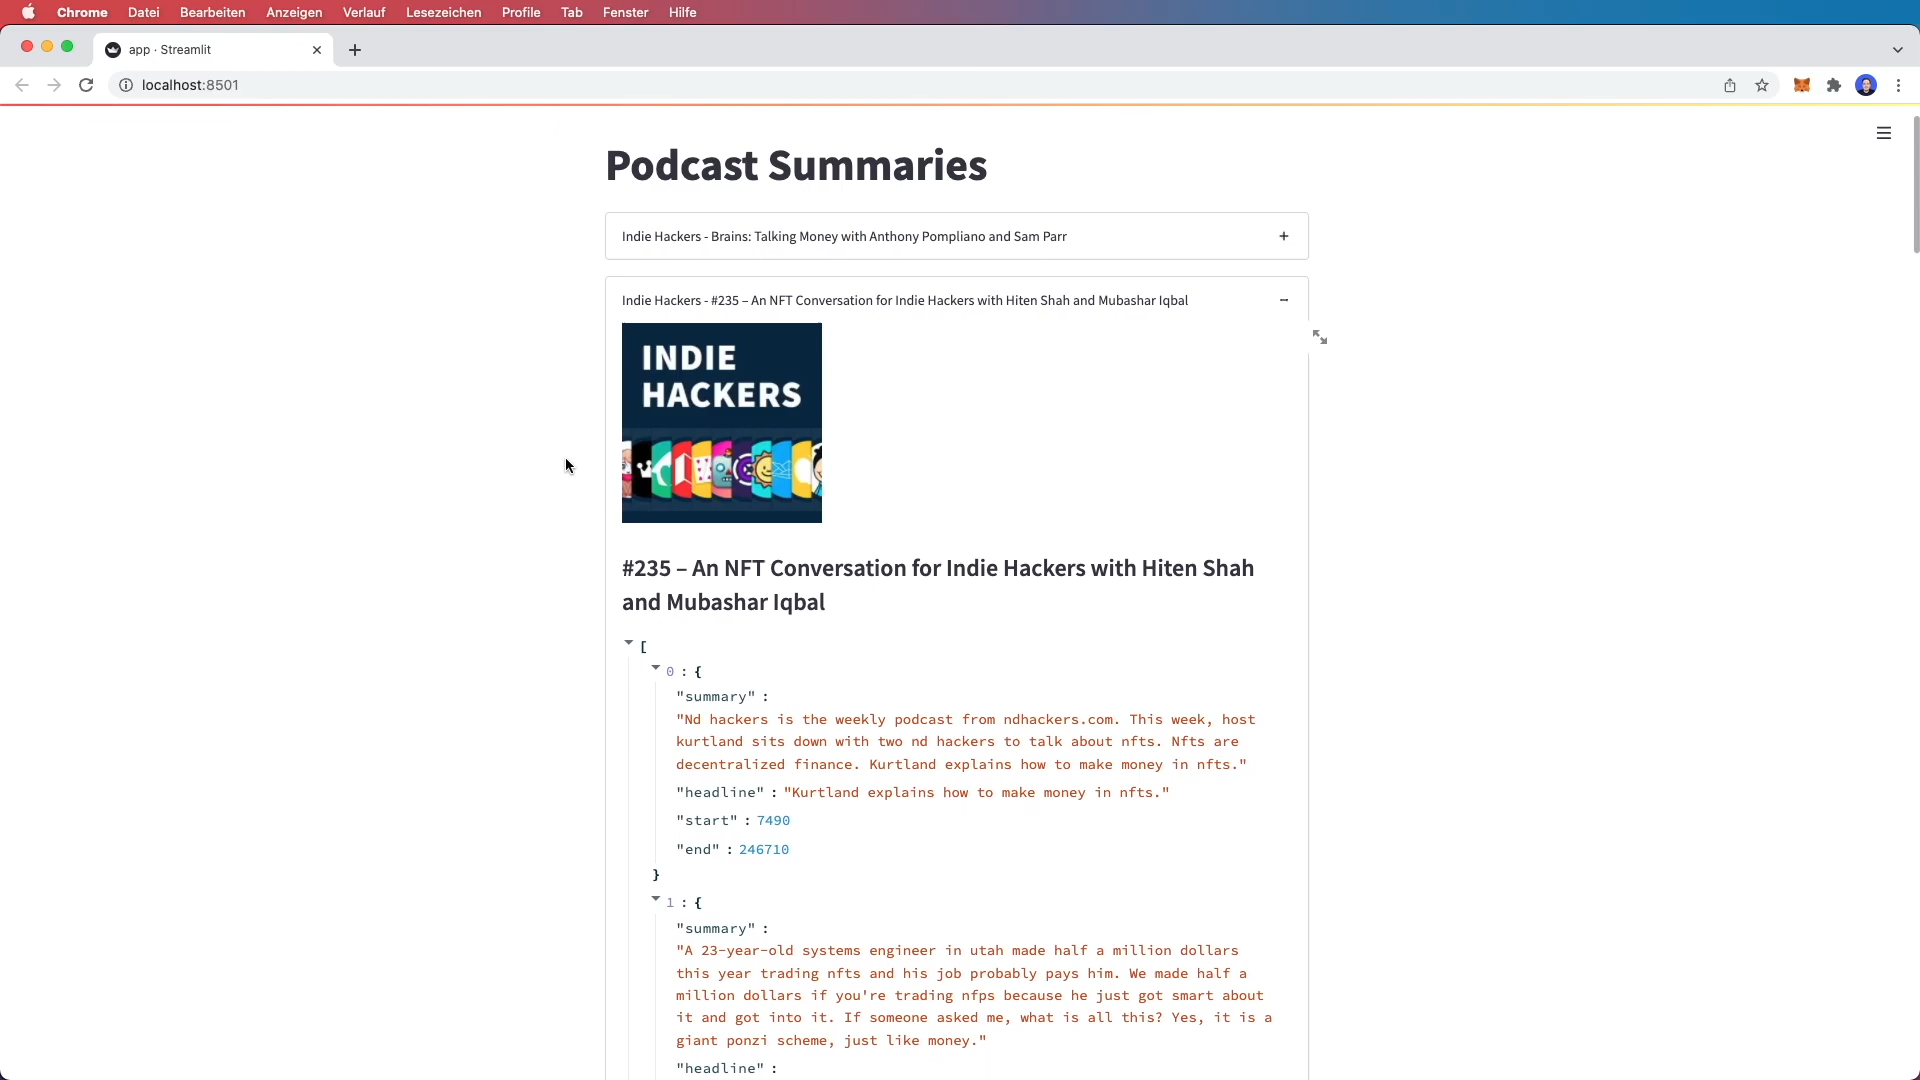 Chrome Datei Bearbeiten Anzeigen Verlauf Lesezeichen Profile Tab Fenster Hilfe
app · Streamlit
localhost:8501
Podcast Summaries
Indie Hackers - Brains: Talking Money with Anthony Pompliano and Sam Parr
Indie Hackers - #235 – An NFT Conversation for Indie Hackers with Hiten Shah and Mubashar Iqbal
INDIE
HACKERS
#235 – An NFT Conversation for Indie Hackers with Hiten Shah
and Mubashar Iqbal
[
0 : {
"summary" :
"Nd hackers is the weekly podcast from ndhackers.com. This week, host
kurtland sits down with two nd hackers to talk about nfts. Nfts are
decentralized finance. Kurtland explains how to make money in nfts."
"headline" : "Kurtland explains how to make money in nfts."
"start" : 7490
"end" : 246710
}
1 : {
"summary" :
"A 23-year-old systems engineer in utah made half a million dollars
this year trading nfts and his job probably pays him. We made half a
million dollars if you're trading nfps because he just got smart about
it and got into it. If someone asked me, what is all this? Yes, it is a
giant ponzi scheme, just like money."
"headline" :